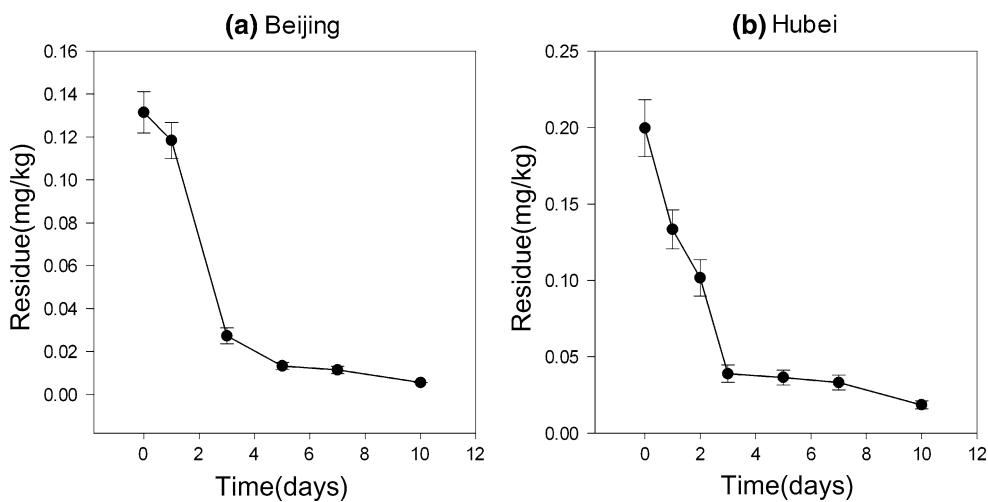 (a) Beijing
0.16
0.14
0.12
0.10
0.08
0.06
0.04
0.02
0.00
Residue(mg/kg)
0 2 4 6 8 10 12
Time(days)
(b) Hubei
0.25
0.20
0.15
0.10
0.05
0.00
Residue(mg/kg)
0 2 4 6 8 10 12
Time(days)